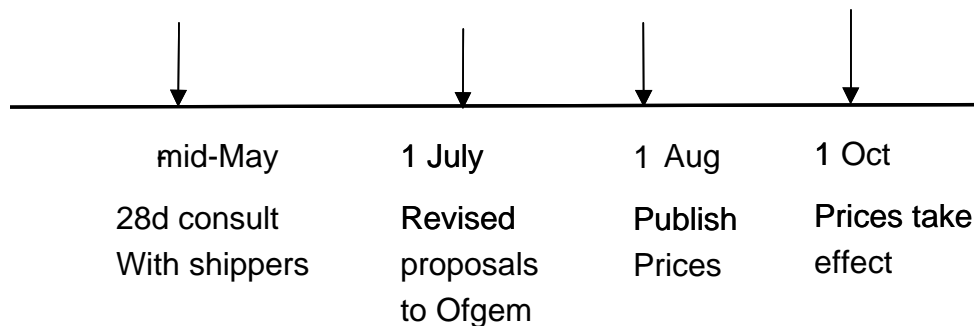 mid-May
28d consult
With shippers
1 July
Revised
proposals
to Ofgem
1 Aug
Publish
Prices
1 Oct
Prices take
effect